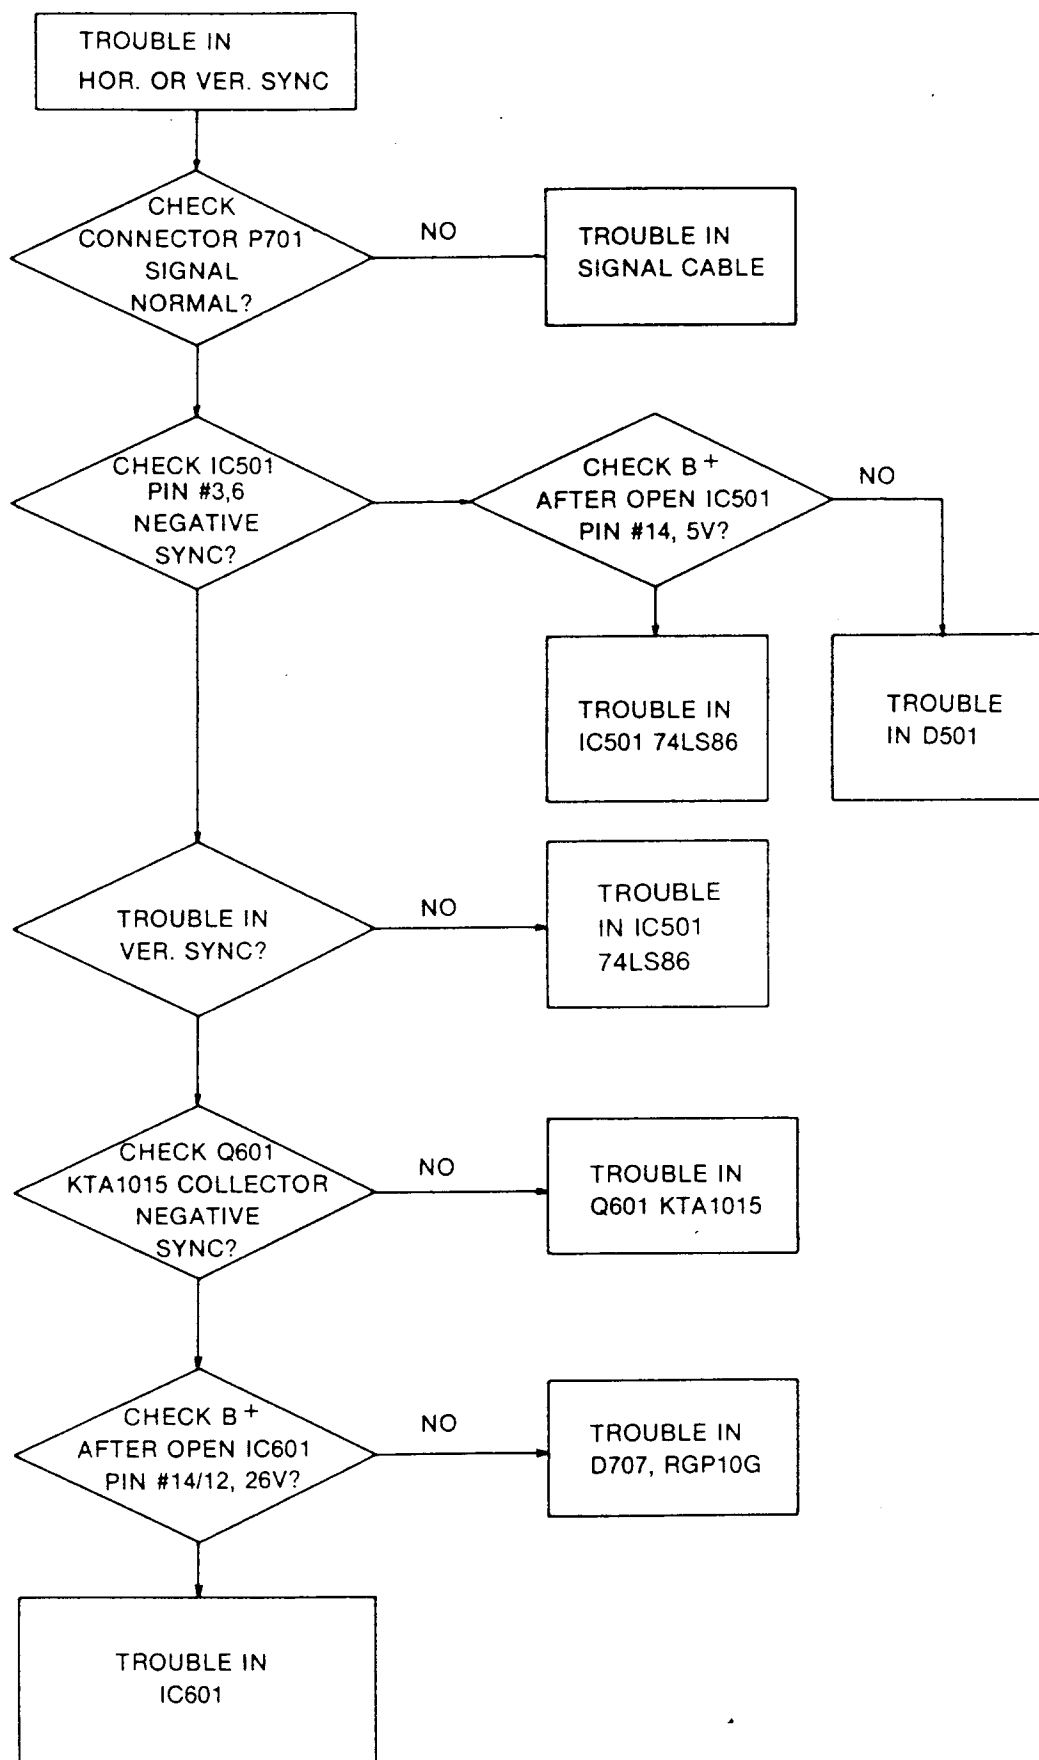 TROUBLE IN
HOR. OR VER. SYNC
CHECK
CONNECTOR P701
SIGNAL
NORMAL?
NO
TROUBLE IN
SIGNAL CABLE
CHECK IC501
PIN #3,6
NEGATIVE
SYNC?
CHECK B+
AFTER OPEN IC501
PIN #14, 5V?
NO
TROUBLE IN
IC501 74LS86
TROUBLE
IN D501
TROUBLE IN
VER. SYNC?
NO
TROUBLE
IN IC501
74LS86
CHECK Q601
KTA1015 COLLECTOR
NEGATIVE
SYNC?
NO
TROUBLE IN
Q601 KTA1015
CHECK B+
AFTER OPEN IC601
PIN #14/12, 26V?
NO
TROUBLE IN
D707, RGP10G
TROUBLE IN
IC601